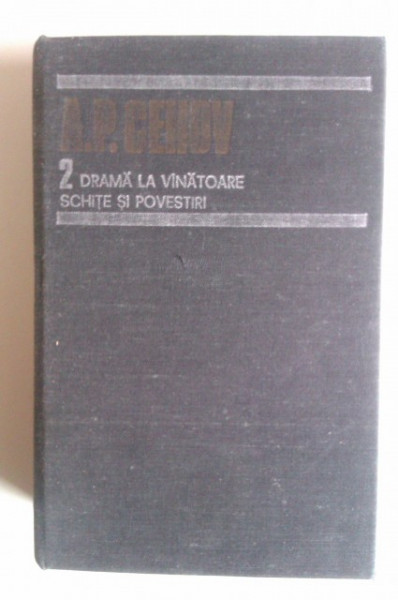 A.P. CEHOV
2 DRAMĂ LA VÎNĂTOARE
SCHIȚE ȘI POVESTIRI